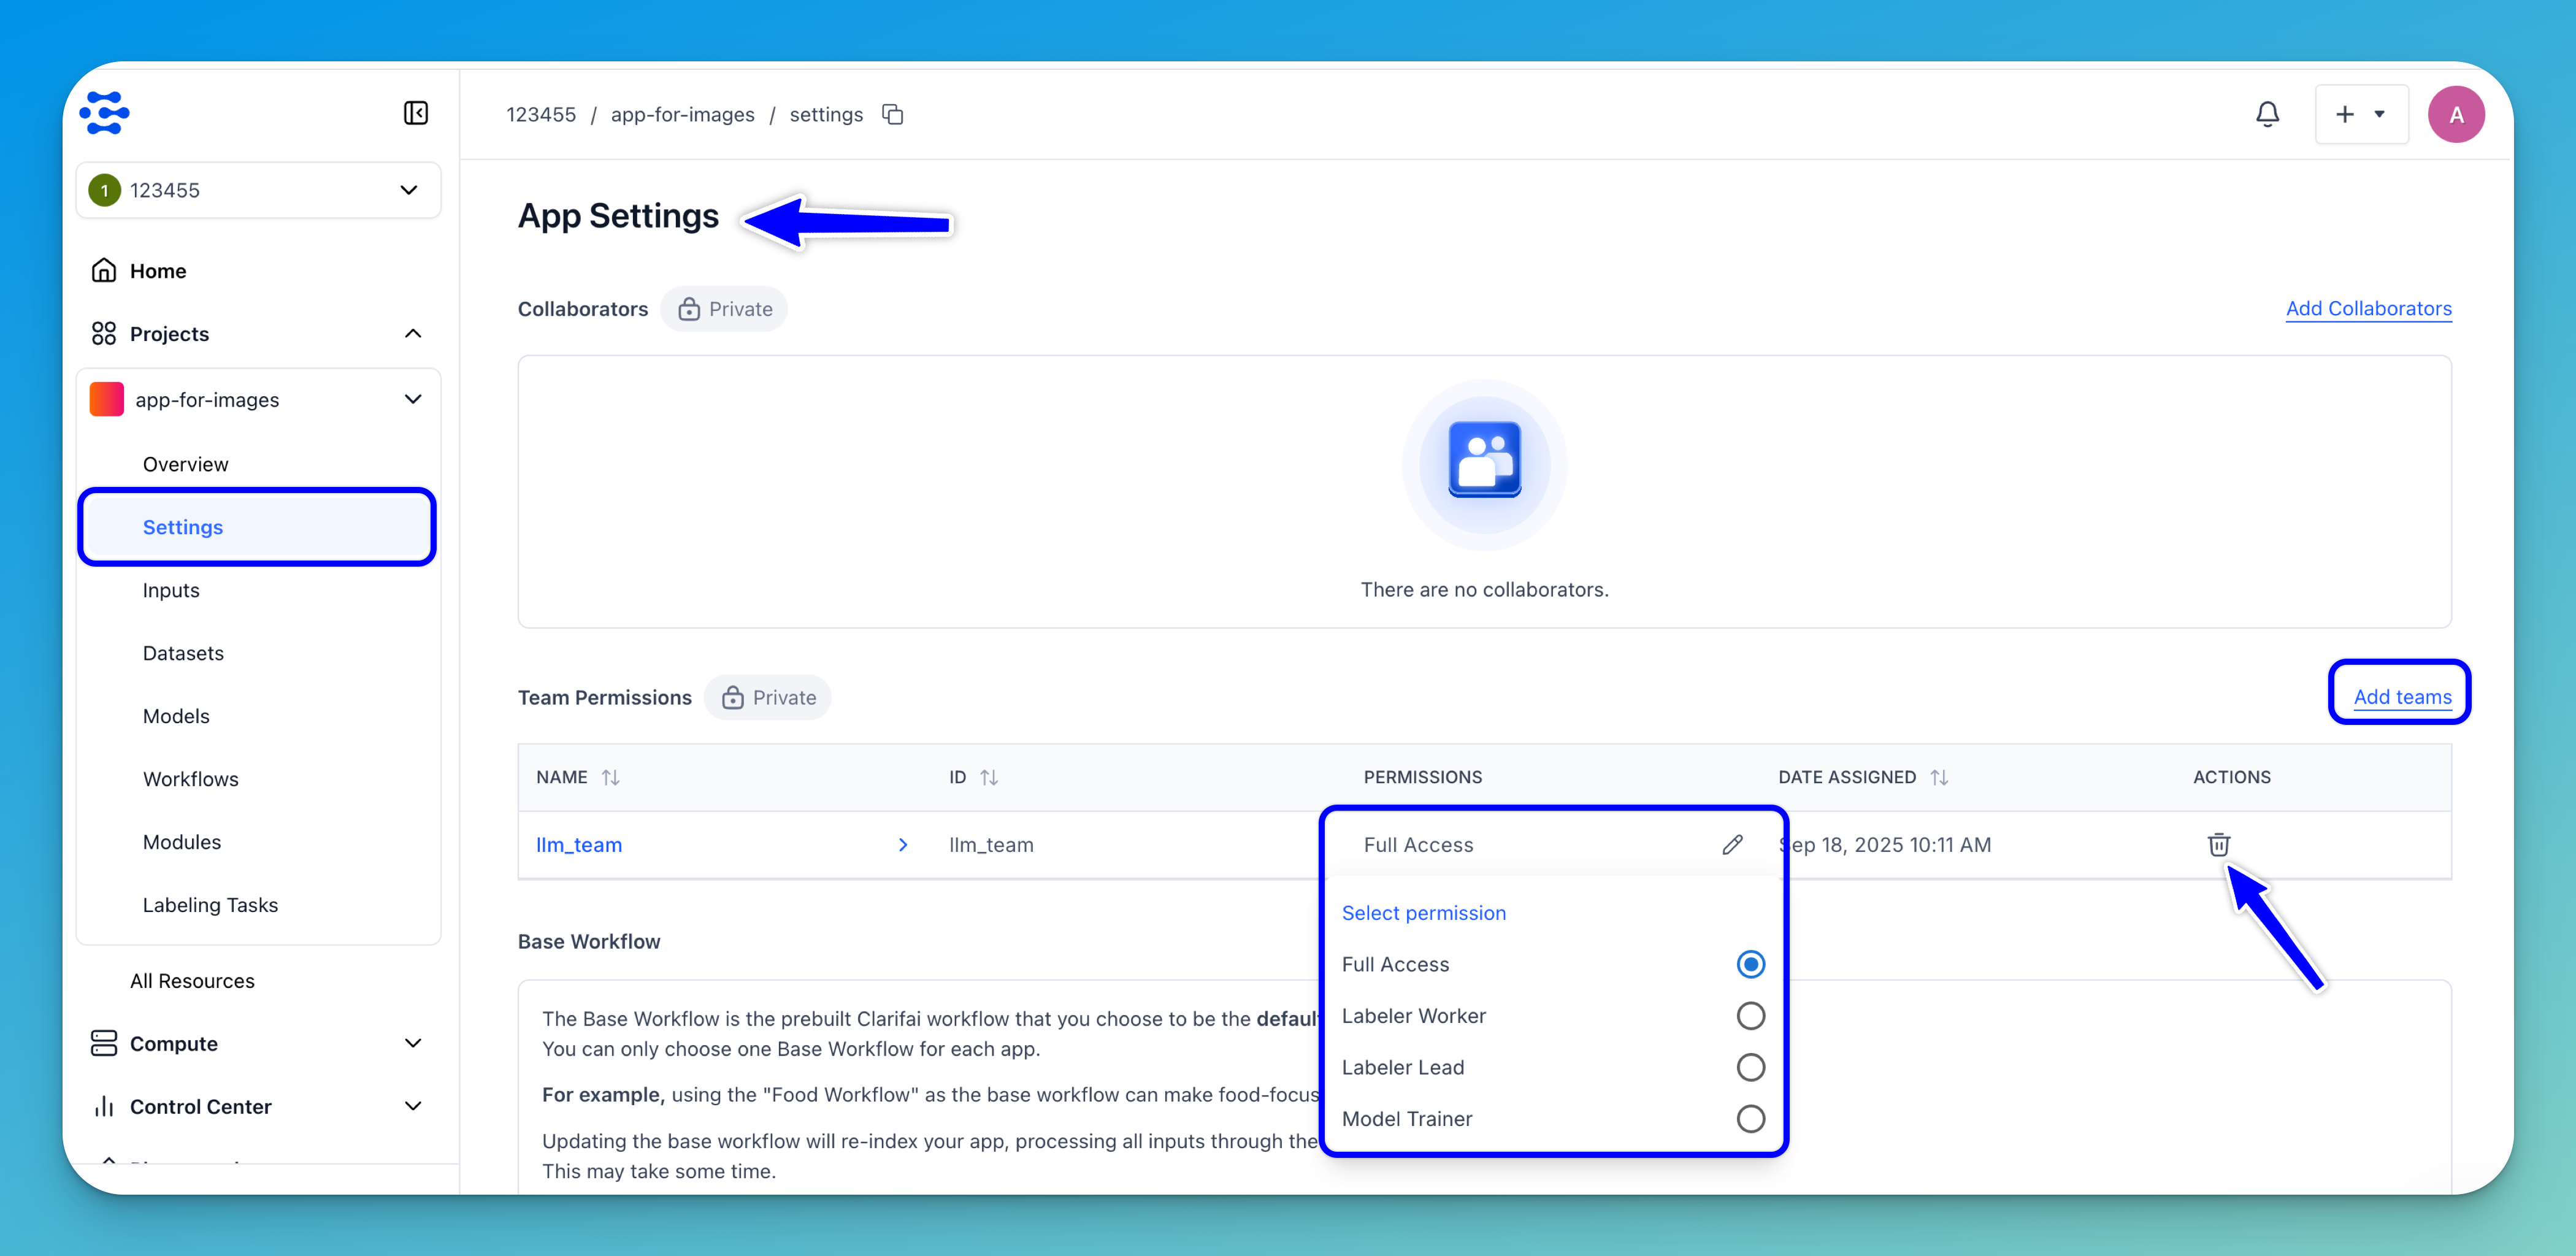 123455 / app-for-images / settings
A
1 123455
Home
Projects
app-for-images
Overview
Settings
Inputs
Datasets
Models
Workflows
Modules
Labeling Tasks
All Resources
Compute
Control Center
App Settings
Collaborators Private Add Collaborators
There are no collaborators.
Team Permissions Private Add teams
NAME ID PERMISSIONS DATE ASSIGNED ACTIONS
llm_team llm_team Full Access Sep 18, 2025 10:11 AM
Select permission
Full Access
Labeler Worker
Labeler Lead
Model Trainer
Base Workflow
The Base Workflow is the prebuilt Clarifai workflow that you choose to be the default
You can only choose one Base Workflow for each app.
For example, using the "Food Workflow" as the base workflow can make food-focus
Updating the base workflow will re-index your app, processing all inputs through the
This may take some time.